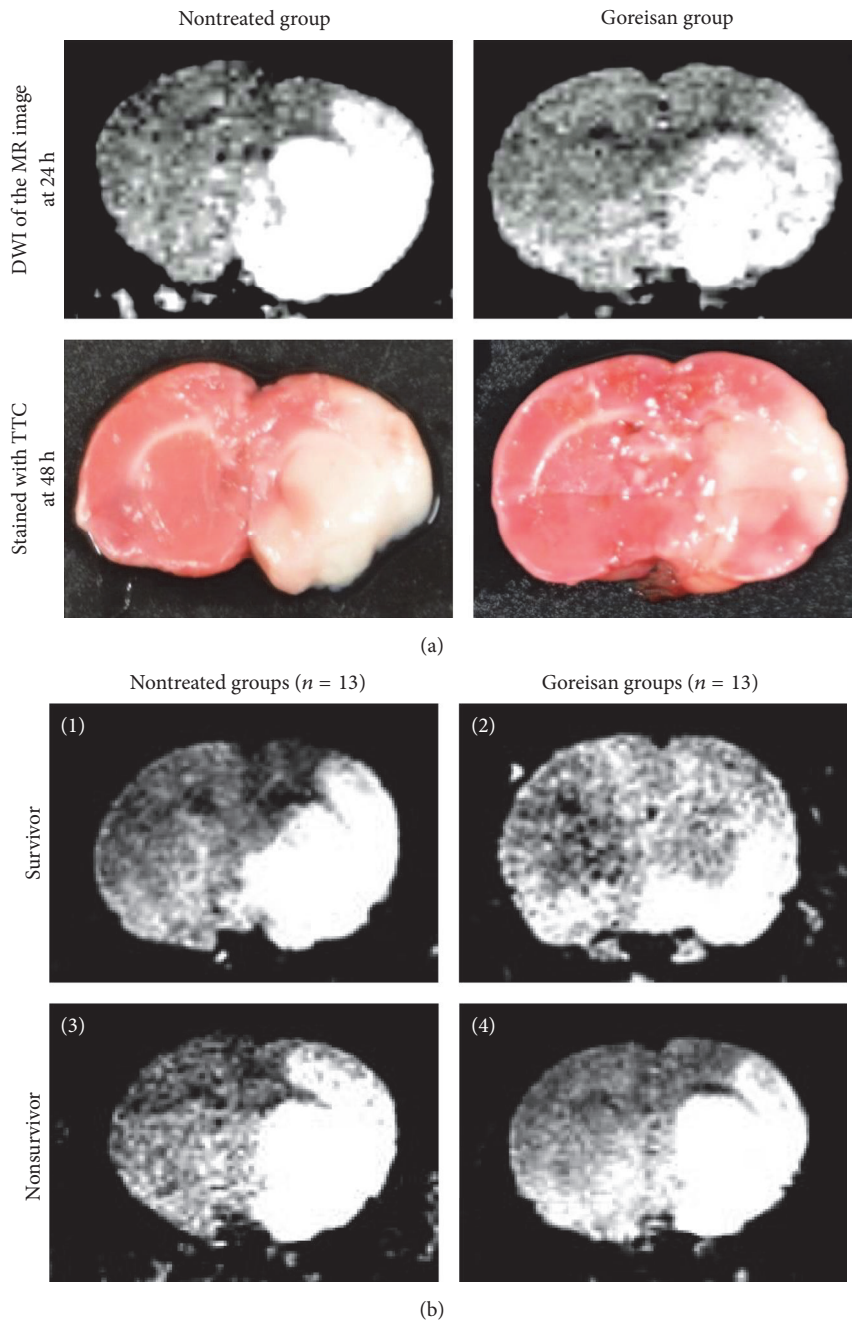 Nontreated group
Goreisan group
DWI of the MR image
at 24 h
Stained with TTC
at 48 h
(a)
Nontreated groups (n = 13)
Goreisan groups (n = 13)
Survivor
(1)
(2)
Nonsurvivor
(3)
(4)
(b)